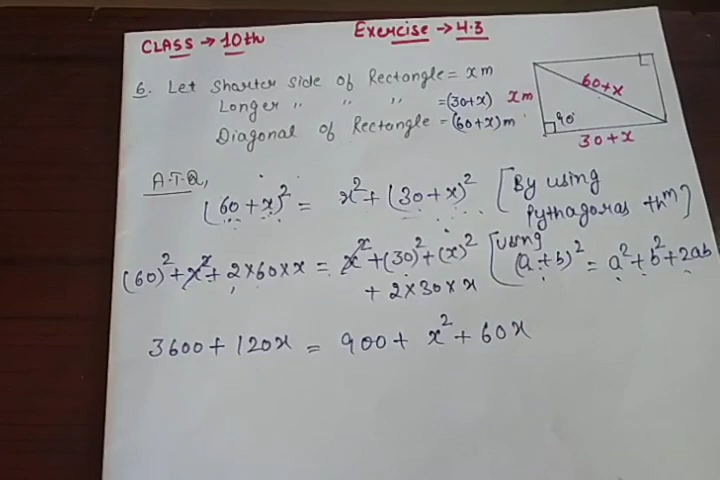 CLASS → 10th
Exercise → 4.3
6. Let Shorter side of Rectangle = x m
Longer " " " = (30+x)
Diagonal of Rectangle = (60+x) m
x m
60+x
90°
30+x
A.T.Q,
(60+x)² = x² + (30+x)² [By using
Pythagoras thm]
(60)² + x² + 2×60×x = x² + (30)² + (x)² [using
+ 2×30×x
(a+b)² = a²+b²+2ab
3600 + 120x = 900 + x² + 60x